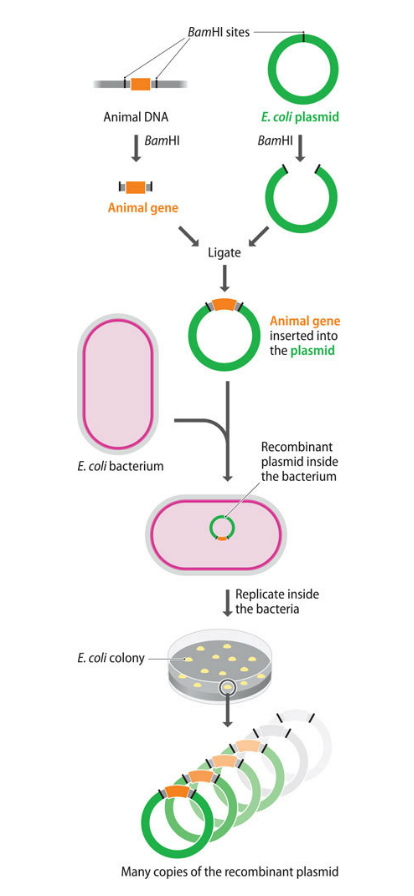 BamHI sites
Animal DNA
E. coli plasmid
BamHI
BamHI
Animal gene
Ligate
Animal gene
inserted into
the plasmid
E. coli bacterium
Recombinant
plasmid inside
the bacterium
Replicate inside
the bacteria
E. coli colony
Many copies of the recombinant plasmid